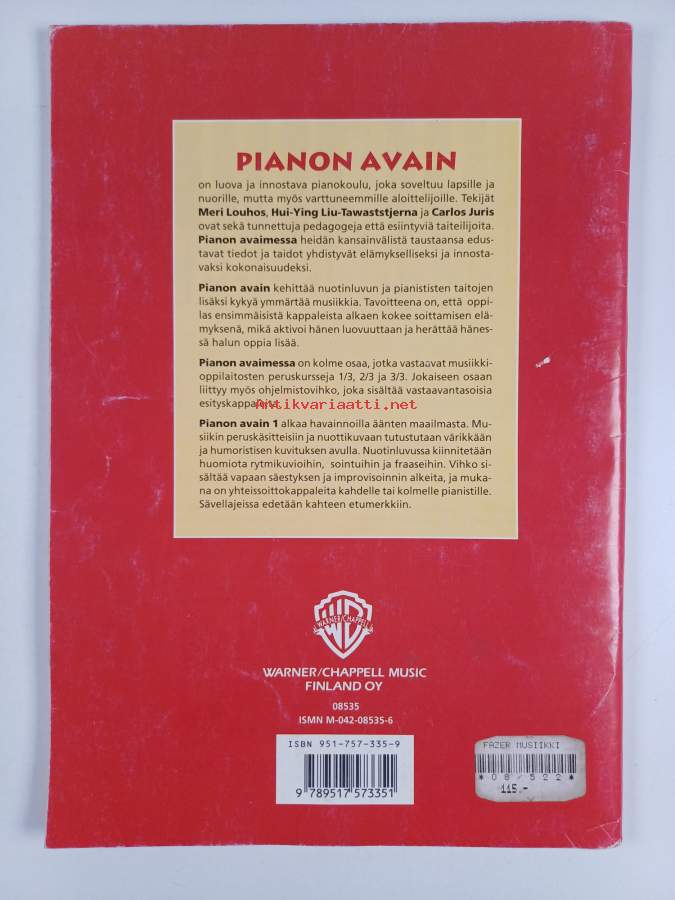 PIANON AVAIN
on luova ja innostava pianokoulu, joka soveltuu lapsille ja
nuorille, mutta myös varttuneemmille aloittelijoille. Tekijät
Meri Louhos, Hui-Ying Liu-Tawaststjerna ja Carlos Juris
ovat sekä tunnettuja pedagogeja että esiintyviä taiteilijoita.
Pianon avaimessa heidän kansainvälistä taustaansa edus-
tavat tiedot ja taidot yhdistyvät elämykselliseksi ja innosta-
vaksi kokonaisuudeksi.
Pianon avain kehittää nuotinluvun ja pianististen taitojen
lisäksi kykyä ymmärtää musiikkia. Tavoitteena on, että oppi-
las ensimmäisistä kappaleista alkaen kokee soittamisen elä-
myksenä, mikä aktivoi hänen luovuuttaan ja herättää hänes-
sä halun oppia lisää.
Pianon avaimessa on kolme osaa, jotka vastaavat musiikki-
oppilaitosten peruskursseja 1/3, 2/3 ja 3/3. Jokaiseen osaan
liittyy myös ohjelmistovihko, joka sisältää vastaavantasoisia
esityskappaleita.
Antikvariaatti.net
Pianon avain 1 alkaa havainnoilla äänten maailmasta. Mu-
siikin peruskäsitteisiin ja nuottikuvaan tutustutaan värikkään
ja humoristisen kuvituksen avulla. Nuotinluvussa kiinnitetään
huomiota rytmikuvioihin, sointuihin ja fraaseihin. Vihko si-
sältää vapaan säestyksen ja improvisoinnin alkeita, ja muka-
na on yhteissoittokappaleita kahdelle tai kolmelle pianistille.
Sävellajeissa edetään kahteen etumerkkiin.
WARNER/CHAPPELL
WARNER/CHAPPELL MUSIC
FINLAND OY
08535
ISMN M-042-08535-6
ISBN 951-757-335-9
9 789517 573351
FAZER MUSIIKKI
*08/522*
115.-